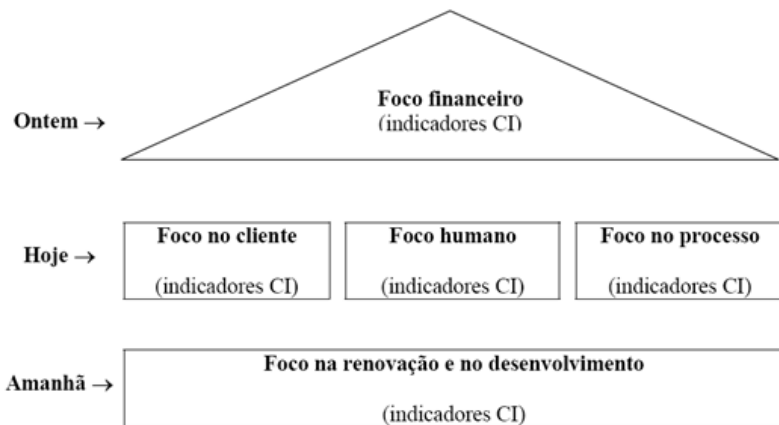 Foco financeiro
Ontem →
(indicadores CI)
Foco no cliente
Foco humano
Foco no processo
Hoje →
(indicadores CI)
(indicadores CI)
(indicadores CI)
Foco na renovação e no desenvolvimento
Amanhã →
(indicadores CI)